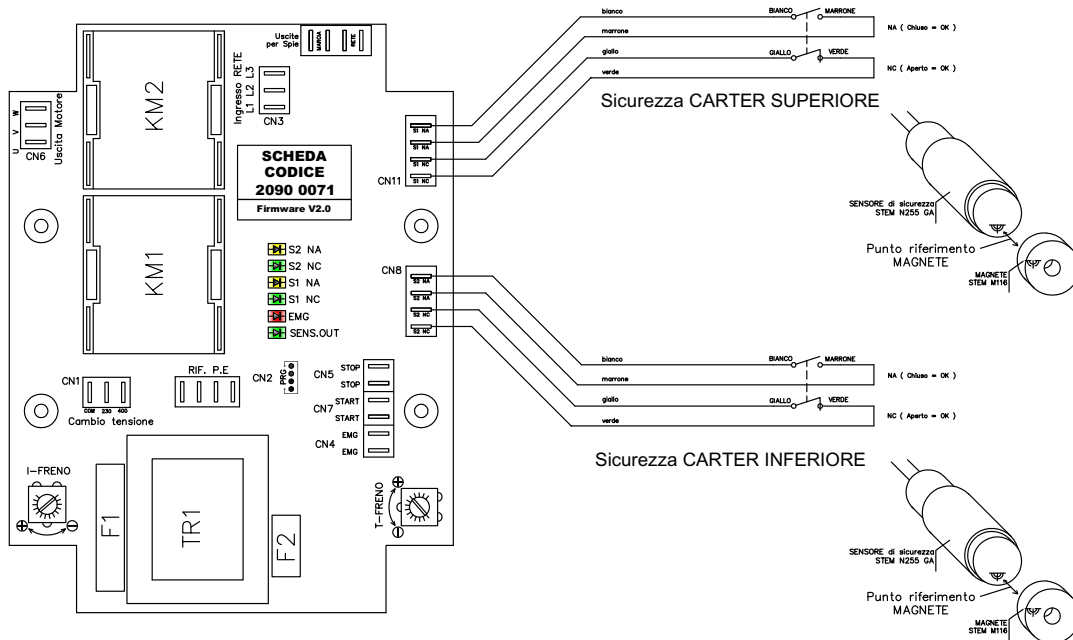 KM2
KM1
U V W
Uscita Motore
CN6
Uscite
per Spie
MARCIA
RETE
Ingresso RETE
L1 L2 L3
CN3
SCHEDA
CODICE
2090 0071
Firmware V2.0
S2 NA
S2 NC
S1 NA
S1 NC
EMG
SENS.OUT
CN11
S1 NA
S1 NA
S1 NC
S1 NC
CN8
S2 NA
S2 NA
S2 NC
S2 NC
CN1
COM 230 400
Cambio tensione
RIF. P.E
CN2
PRG
CN5
STOP
STOP
CN7
START
START
CN4
EMG
EMG
I-FRENO
T-FRENO
F1
TR1
F2
bianco
marrone
giallo
verde
BIANCO MARRONE
NA ( Chiuso = OK )
GIALLO VERDE
NC ( Aperto = OK )
Sicurezza CARTER SUPERIORE
SENSORE di sicurezza
STEM N255 GA
Punto riferimento
MAGNETE
MAGNETE
STEM M116
bianco
marrone
giallo
verde
BIANCO MARRONE
NA ( Chiuso = OK )
GIALLO VERDE
NC ( Aperto = OK )
Sicurezza CARTER INFERIORE
SENSORE di sicurezza
STEM N255 GA
Punto riferimento
MAGNETE
MAGNETE
STEM M116